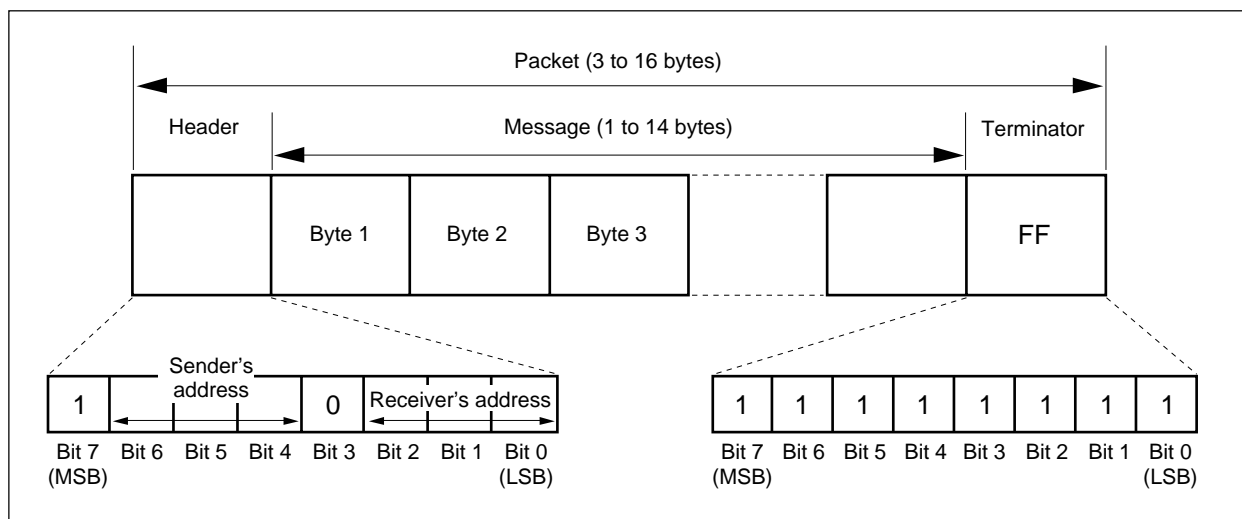 Packet (3 to 16 bytes)
Header
Message (1 to 14 bytes)
Terminator
Byte 1
Byte 2
Byte 3
FF
Sender’s
address
1
0
Receiver’s address
Bit 7
(MSB)
Bit 6
Bit 5
Bit 4
Bit 3
Bit 2
Bit 1
Bit 0
(LSB)
1 1 1 1 1 1 1 1
Bit 7
(MSB)
Bit 6
Bit 5
Bit 4
Bit 3
Bit 2
Bit 1
Bit 0
(LSB)